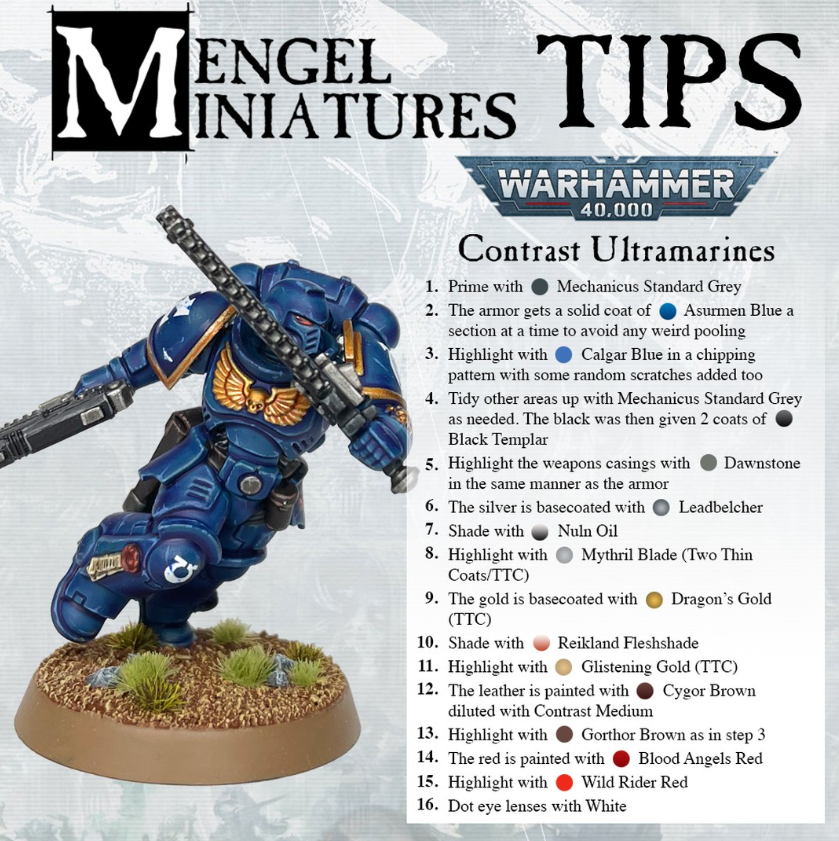 MENGEL
MINIATURES
TIPS
WARHAMMER
40,000
Contrast Ultramarines
1. Prime with Mechanicus Standard Grey
2. The armor gets a solid coat of Asurmen Blue a
section at a time to avoid any weird pooling
3. Highlight with Calgar Blue in a chipping
pattern with some random scratches added too
4. Tidy other areas up with Mechanicus Standard Grey
as needed. The black was then given 2 coats of
Black Templar
5. Highlight the weapons casings with Dawnstone
in the same manner as the armor
6. The silver is basecoated with Leadbelcher
7. Shade with Nuln Oil
8. Highlight with Mythril Blade (Two Thin
Coats/TTC)
9. The gold is basecoated with Dragon's Gold
(TTC)
10. Shade with Reikland Fleshshade
11. Highlight with Glistening Gold (TTC)
12. The leather is painted with Cygor Brown
diluted with Contrast Medium
13. Highlight with Gorthor Brown as in step 3
14. The red is painted with Blood Angels Red
15. Highlight with Wild Rider Red
16. Dot eye lenses with White